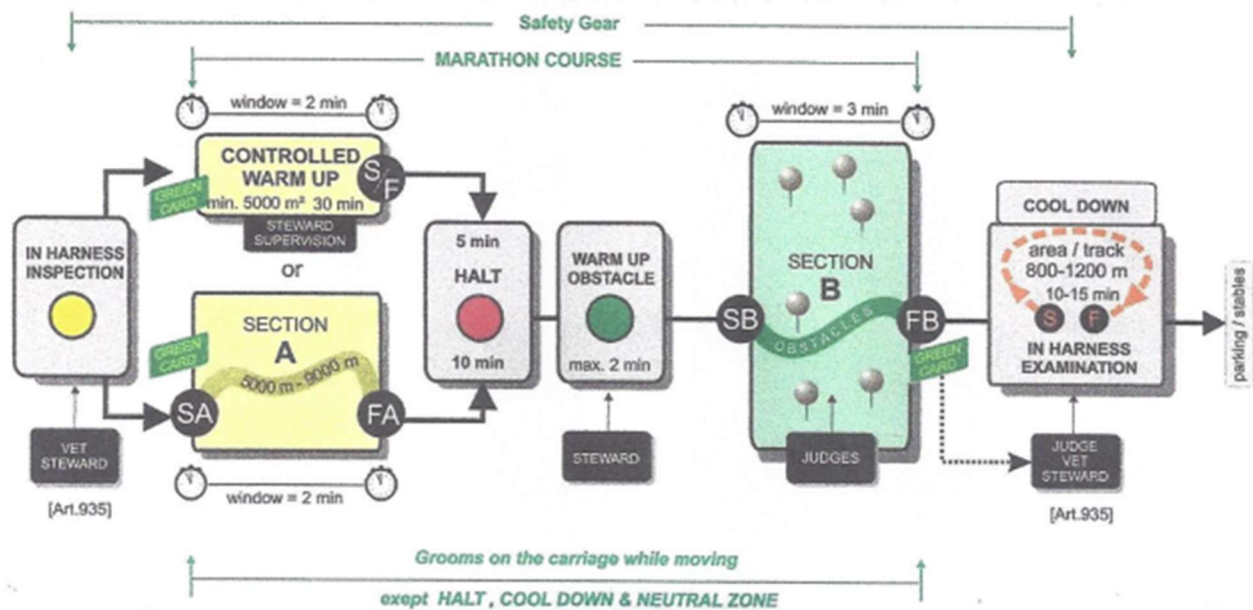 Safety Gear
MARATHON COURSE
window = 2 min
window = 3 min
CONTROLLED
WARM UP
S/F
GREEN
CARD
min. 5000 m² 30 min
STEWARD
SUPERVISION
or
IN HARNESS
INSPECTION
SECTION
A
GREEN
CARD
5000 m - 9000 m
SA
FA
VET
STEWARD
[Art.935]
window = 2 min
5 min
HALT
10 min
WARM UP
OBSTACLE
max. 2 min
STEWARD
SECTION
B
SB
OBSTACLES
FB
JUDGES
GREEN
CARD
COOL DOWN
area / track
800-1200 m
10-15 min
S F
IN HARNESS
EXAMINATION
JUDGE
VET
STEWARD
[Art.935]
parking / stables
Grooms on the carriage while moving
exept HALT , COOL DOWN & NEUTRAL ZONE